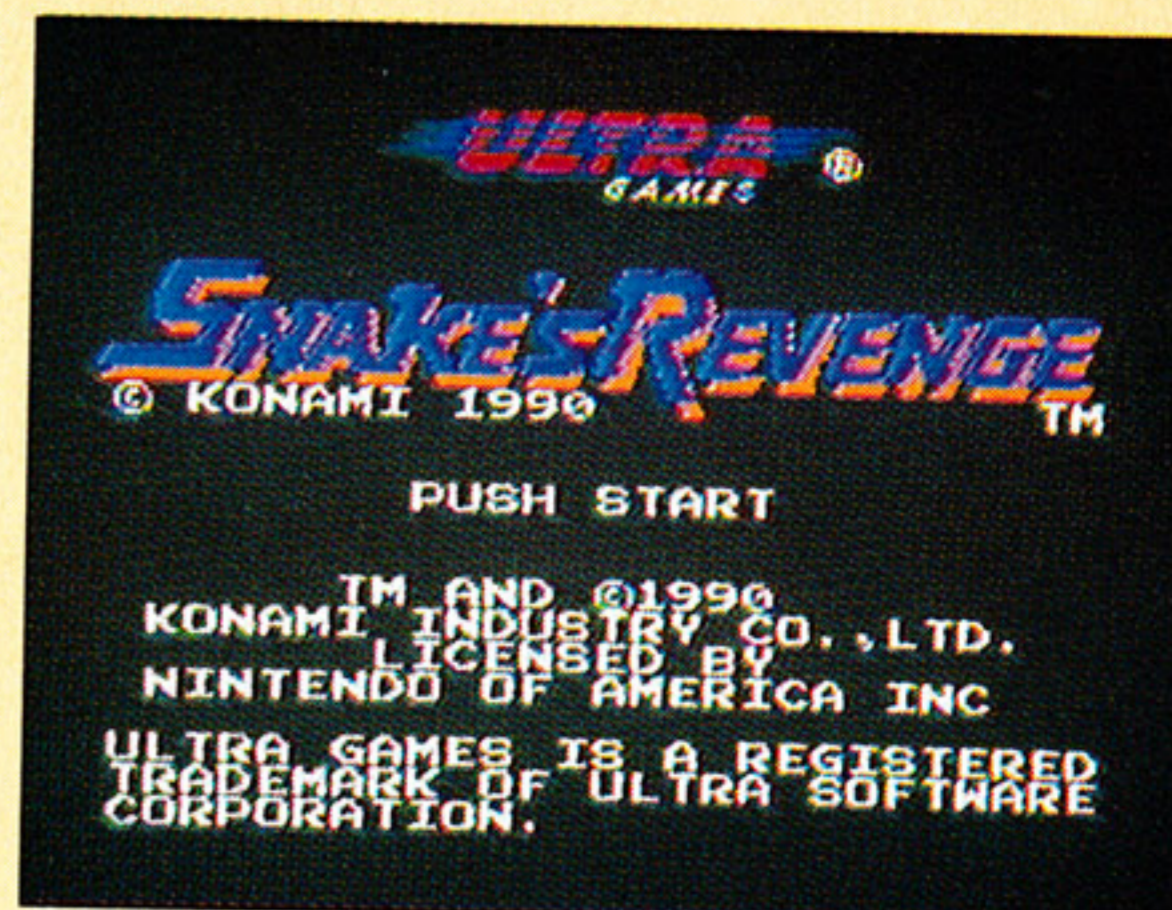 ULTRA ®
GAMES
SNAKE'S REVENGE
© KONAMI 1990 TM
PUSH START
TM AND ©1990
KONAMI INDUSTRY CO.,LTD.
LICENSED BY
NINTENDO OF AMERICA INC
ULTRA GAMES IS A REGISTERED
TRADEMARK OF ULTRA SOFTWARE
CORPORATION.